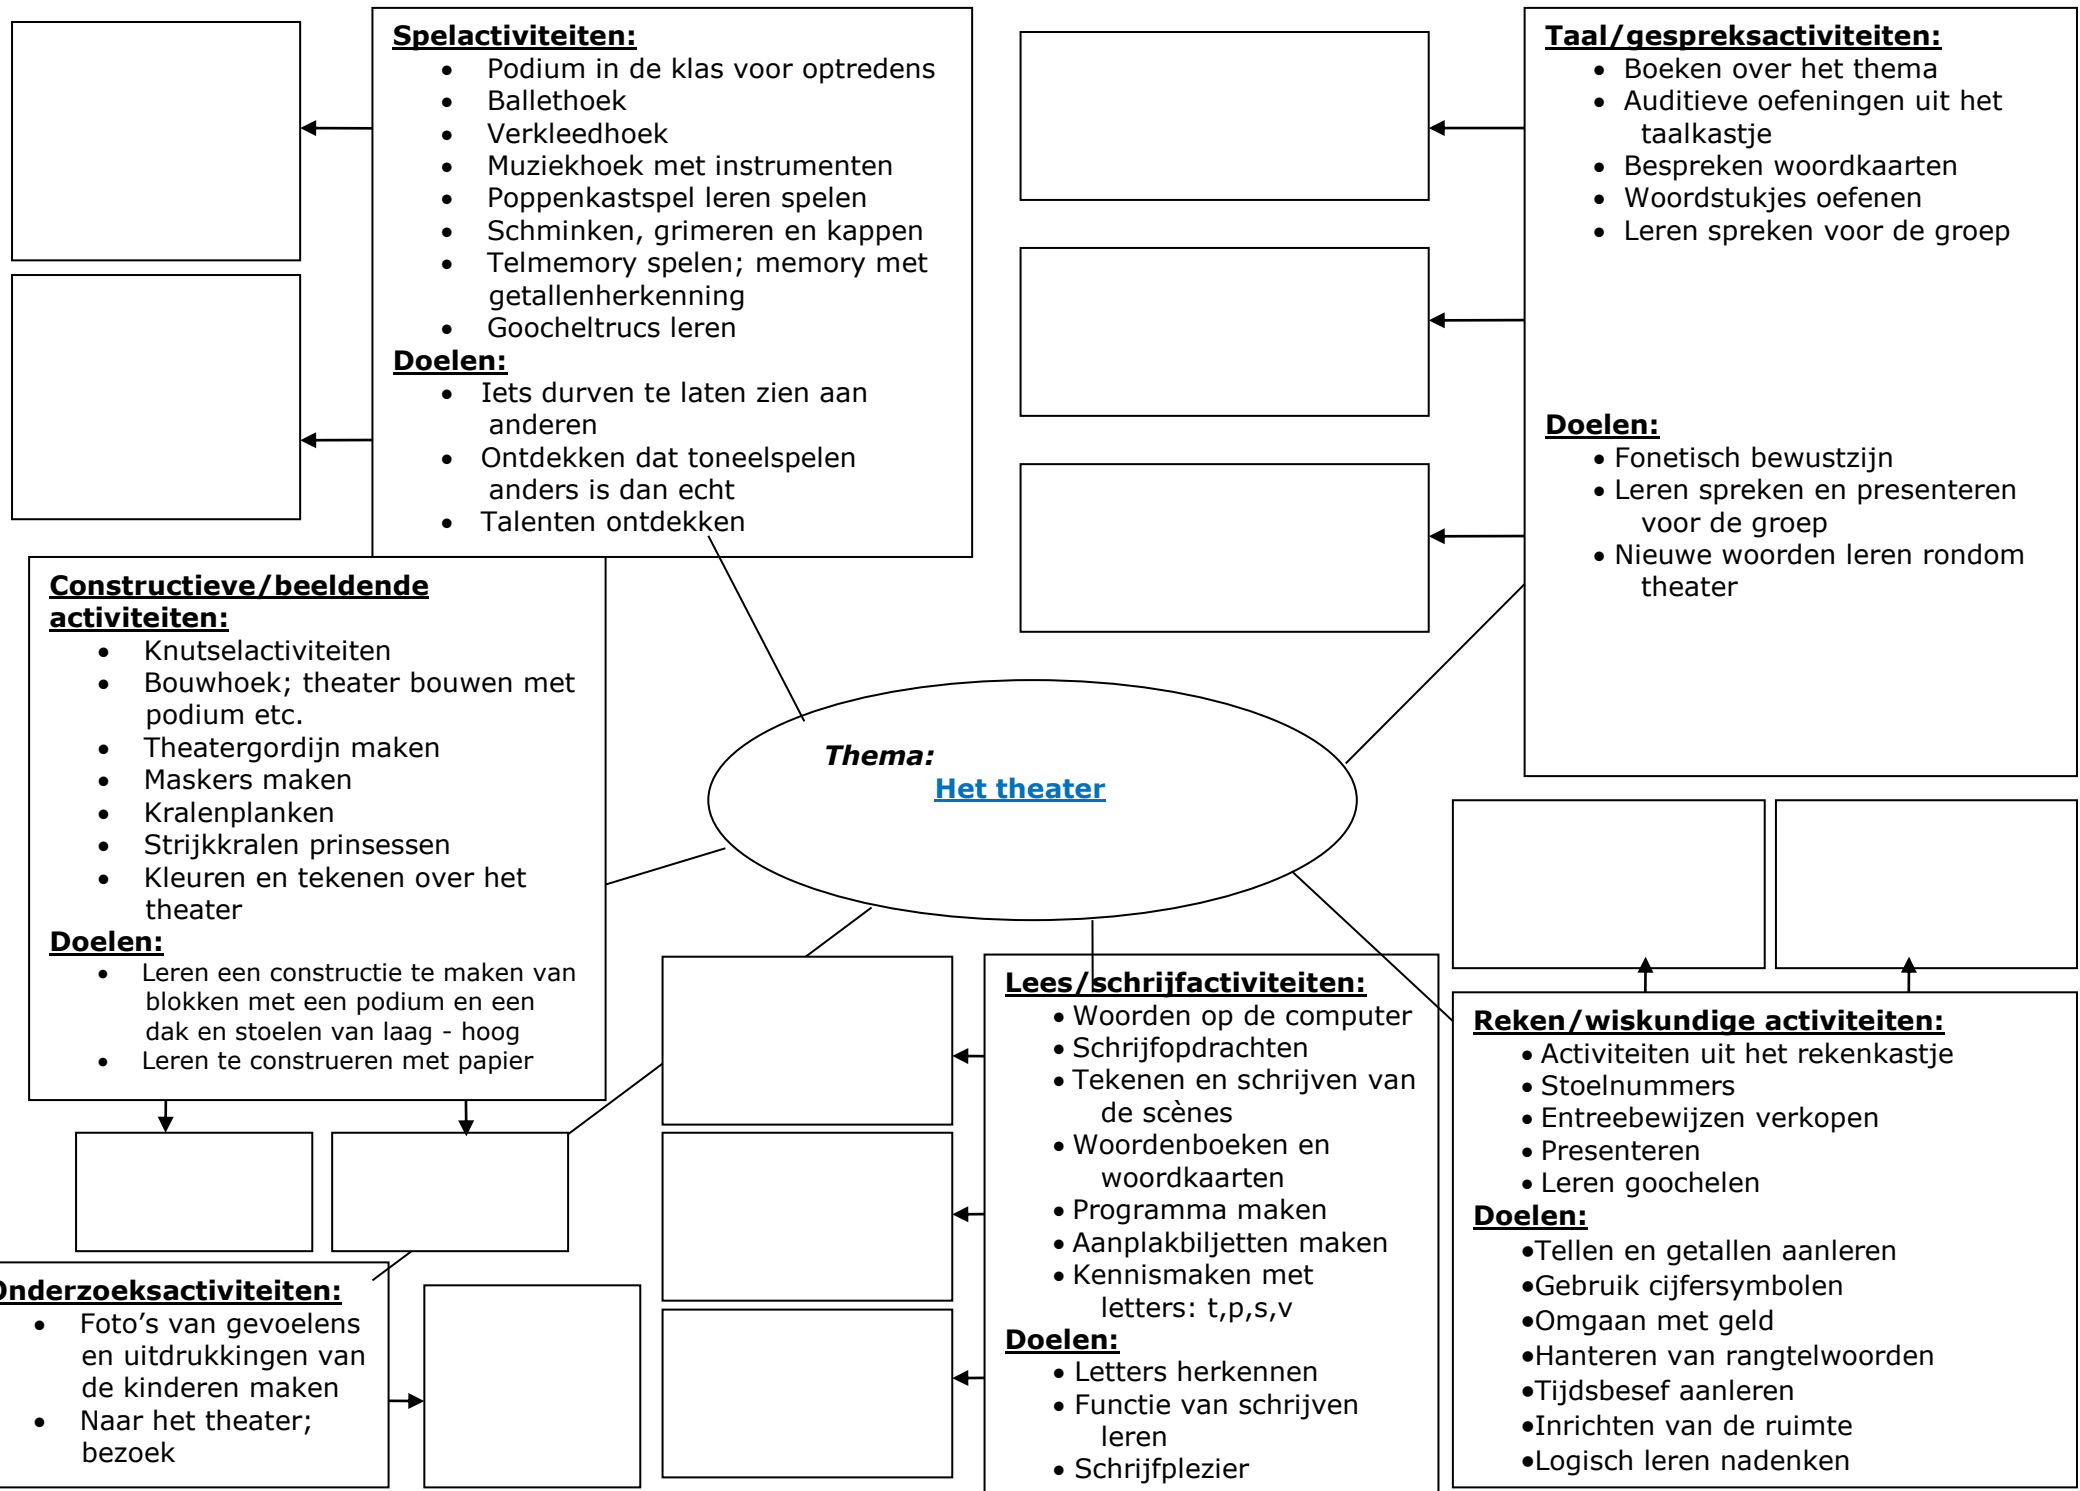 Spelactiviteiten:
• Podium in de klas voor optredens
• Ballethoek
• Verkleedhoek
• Muziekhoek met instrumenten
• Poppenkastspel leren spelen
• Schminken, grimeren en kappen
• Telmemory spelen; memory met
getallenherkenning
• Goocheltrucs leren
Doelen:
• Iets durven te laten zien aan
anderen
• Ontdekken dat toneelspelen
anders is dan echt
• Talenten ontdekken
Taal/gespreksactiviteiten:
• Boeken over het thema
• Auditieve oefeningen uit het
taalkastje
• Bespreken woordkaarten
• Woordstukjes oefenen
• Leren spreken voor de groep
Doelen:
• Fonetisch bewustzijn
• Leren spreken en presenteren
voor de groep
• Nieuwe woorden leren rondom
theater
Constructieve/beeldende
activiteiten:
• Knutselactiviteiten
• Bouwhoek; theater bouwen met
podium etc.
• Theatergordijn maken
• Maskers maken
• Kralenplanken
• Strijkkralen prinsessen
• Kleuren en tekenen over het
theater
Doelen:
• Leren een constructie te maken van
blokken met een podium en een
dak en stoelen van laag - hoog
• Leren te construeren met papier
Thema:
Het theater
Lees/schrijfactiviteiten:
• Woorden op de computer
• Schrijfopdrachten
• Tekenen en schrijven van
de scènes
• Woordenboeken en
woordkaarten
• Programma maken
• Aanplakbiljetten maken
• Kennismaken met
letters: t,p,s,v
Doelen:
• Letters herkennen
• Functie van schrijven
leren
• Schrijfplezier
Reken/wiskundige activiteiten:
• Activiteiten uit het rekenkastje
• Stoelnummers
• Entreebewijzen verkopen
• Presenteren
• Leren goochelen
Doelen:
•Tellen en getallen aanleren
•Gebruik cijfersymbolen
•Omgaan met geld
•Hanteren van rangtelwoorden
•Tijdsbesef aanleren
•Inrichten van de ruimte
•Logisch leren nadenken
Onderzoeksactiviteiten:
• Foto’s van gevoelens
en uitdrukkingen van
de kinderen maken
• Naar het theater;
bezoek